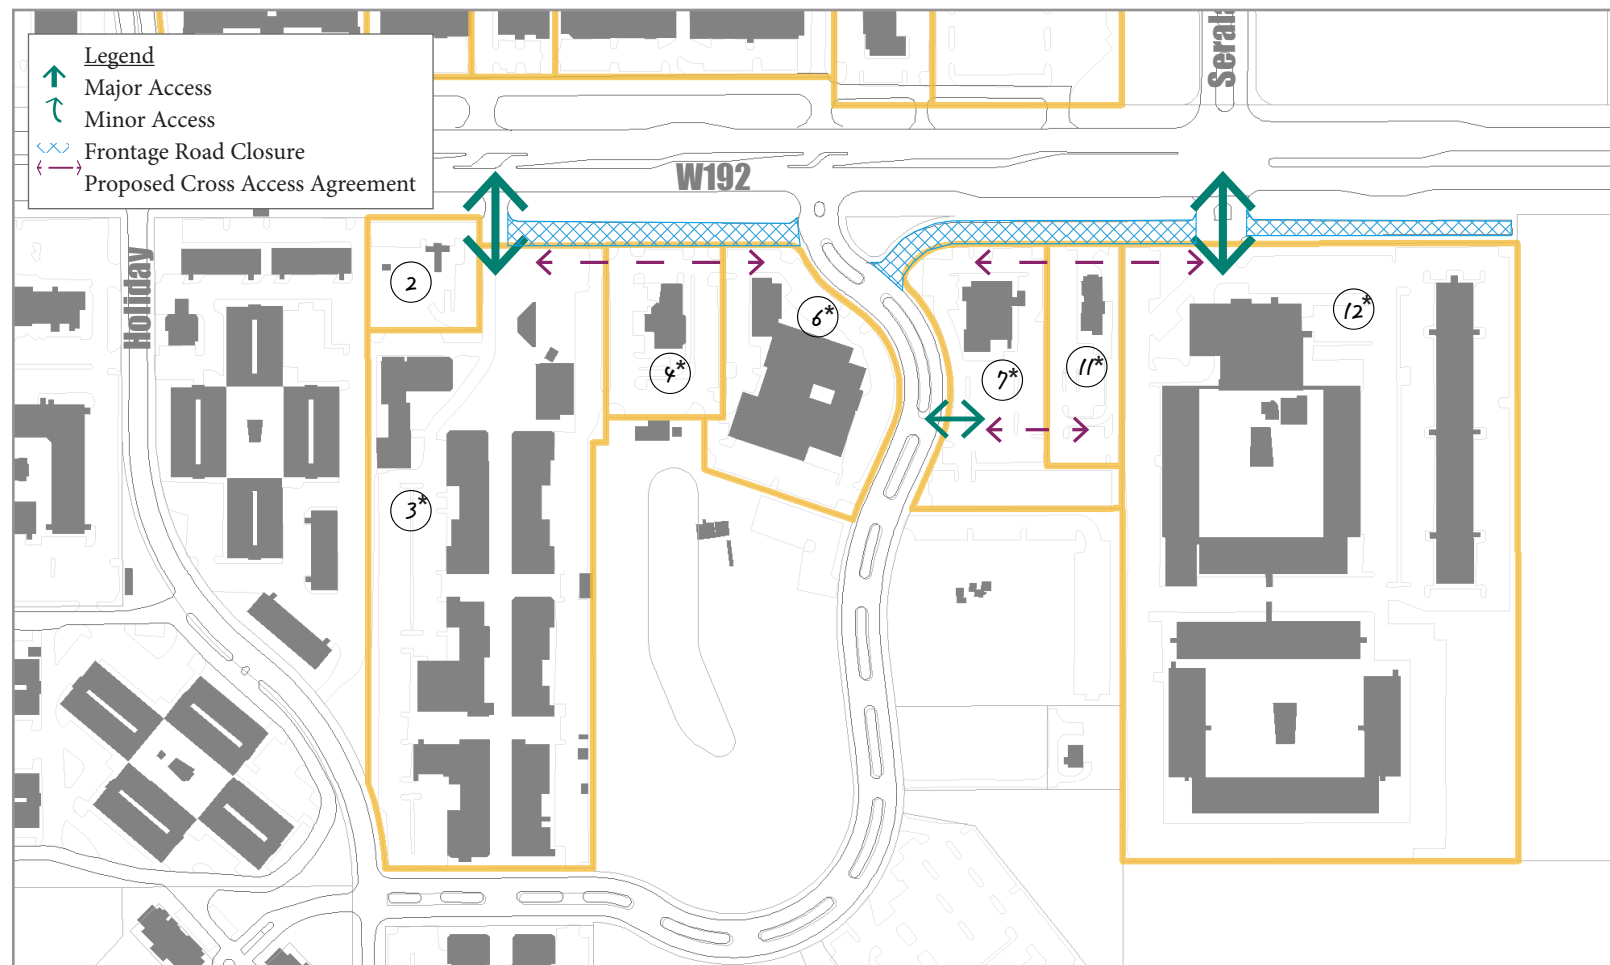 Legend
Major Access
Minor Access
Frontage Road Closure
Proposed Cross Access Agreement
W192
Holiday
2
3*
4*
6*
7*
11*
12*